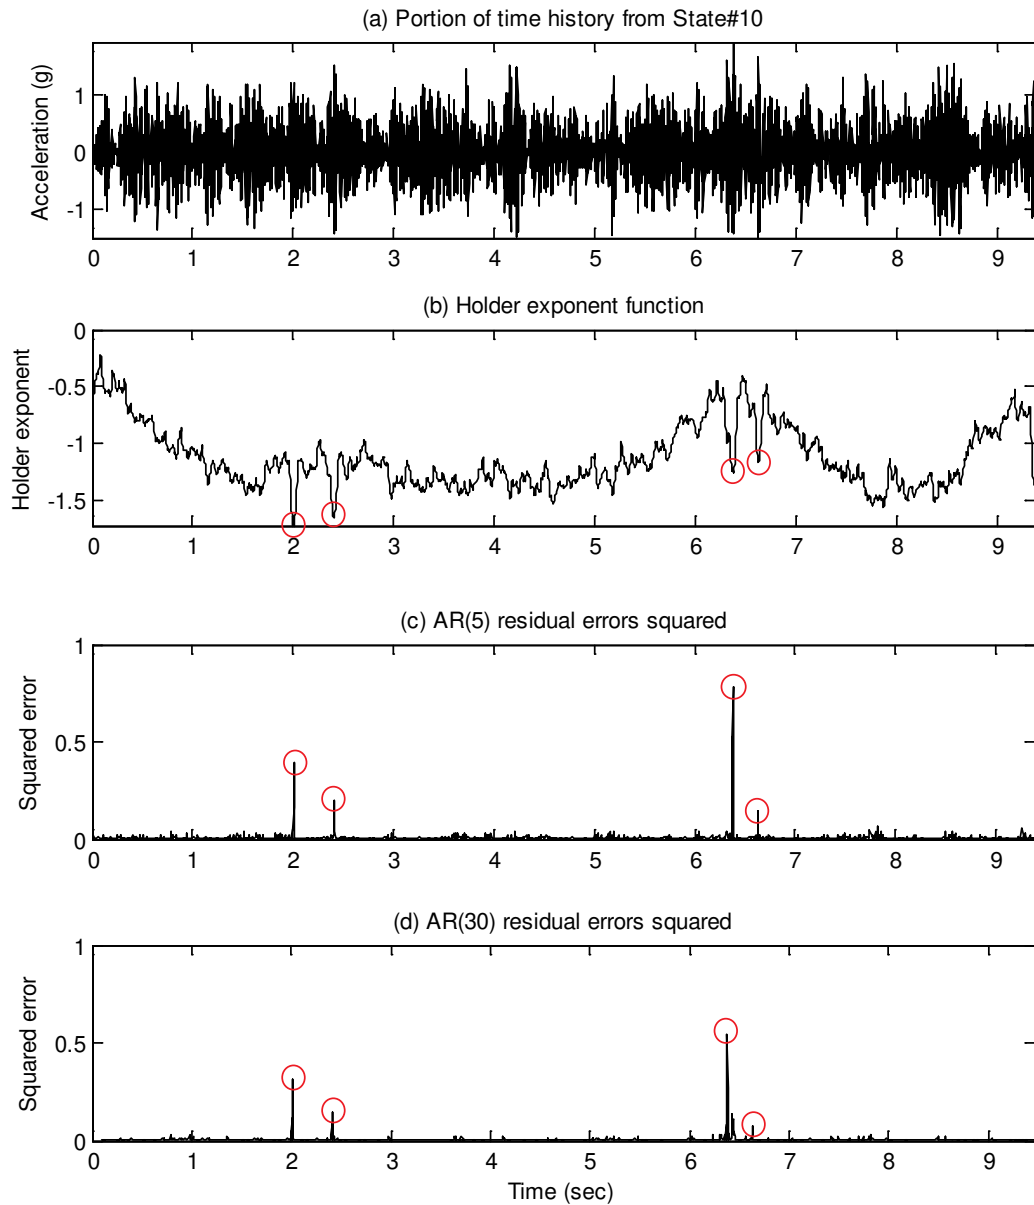 (a) Portion of time history from State#10
Acceleration (g)
1
0
-1
0 1 2 3 4 5 6 7 8 9
(b) Holder exponent function
Holder exponent
0
-0.5
-1
-1.5
0 1 2 3 4 5 6 7 8 9
(c) AR(5) residual errors squared
Squared error
1
0.5
0
0 1 2 3 4 5 6 7 8 9
(d) AR(30) residual errors squared
Squared error
1
0.5
0
0 1 2 3 4 5 6 7 8 9
Time (sec)